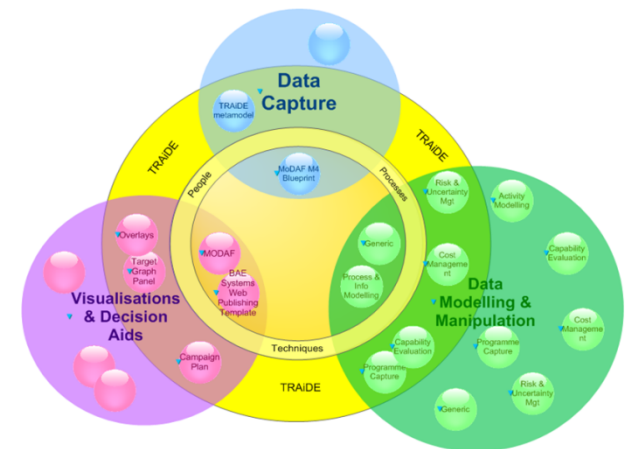 Data
Capture
TRAiDE
metamodel
TRAiDE
TRAiDE
MoDAF M4
Blueprint
People
Processes
Risk &
Uncertainty
Mgt
Activity
Modelling
Overlays
Target
Graph
Panel
MODAF
BAE
Systems
Web
Publishing
Template
Generic
Cost
Manageme
nt
Capability
Evaluation
Process &
Info
Modelling
Visualisations
& Decision
Aids
Data
Modelling &
Manipulation
Cost
Manageme
nt
Capability
Evaluation
Programme
Capture
Techniques
Campaign
Plan
Programme
Capture
TRAiDE
Risk &
Uncertainty
Mgt
Generic